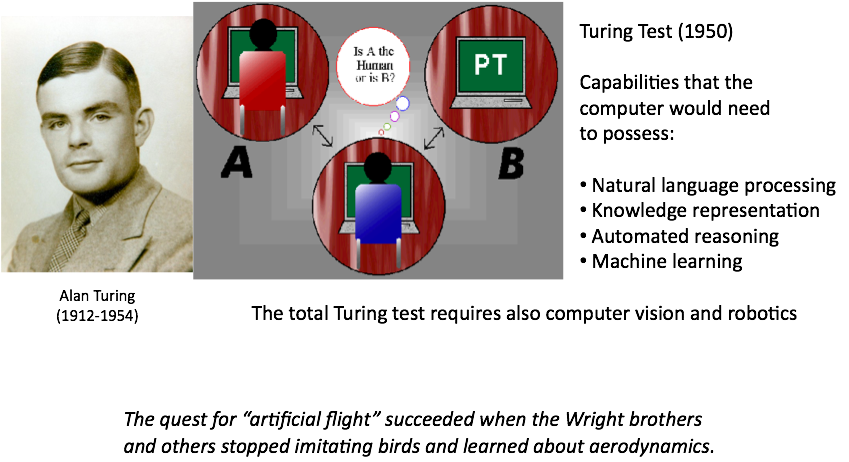 Is A the
Human
or is B?
PT
A
B
Alan Turing
(1912-1954)
Turing Test (1950)
Capabilities that the
computer would need
to possess:
• Natural language processing
• Knowledge representation
• Automated reasoning
• Machine learning
The total Turing test requires also computer vision and robotics
The quest for “artificial flight” succeeded when the Wright brothers
and others stopped imitating birds and learned about aerodynamics.